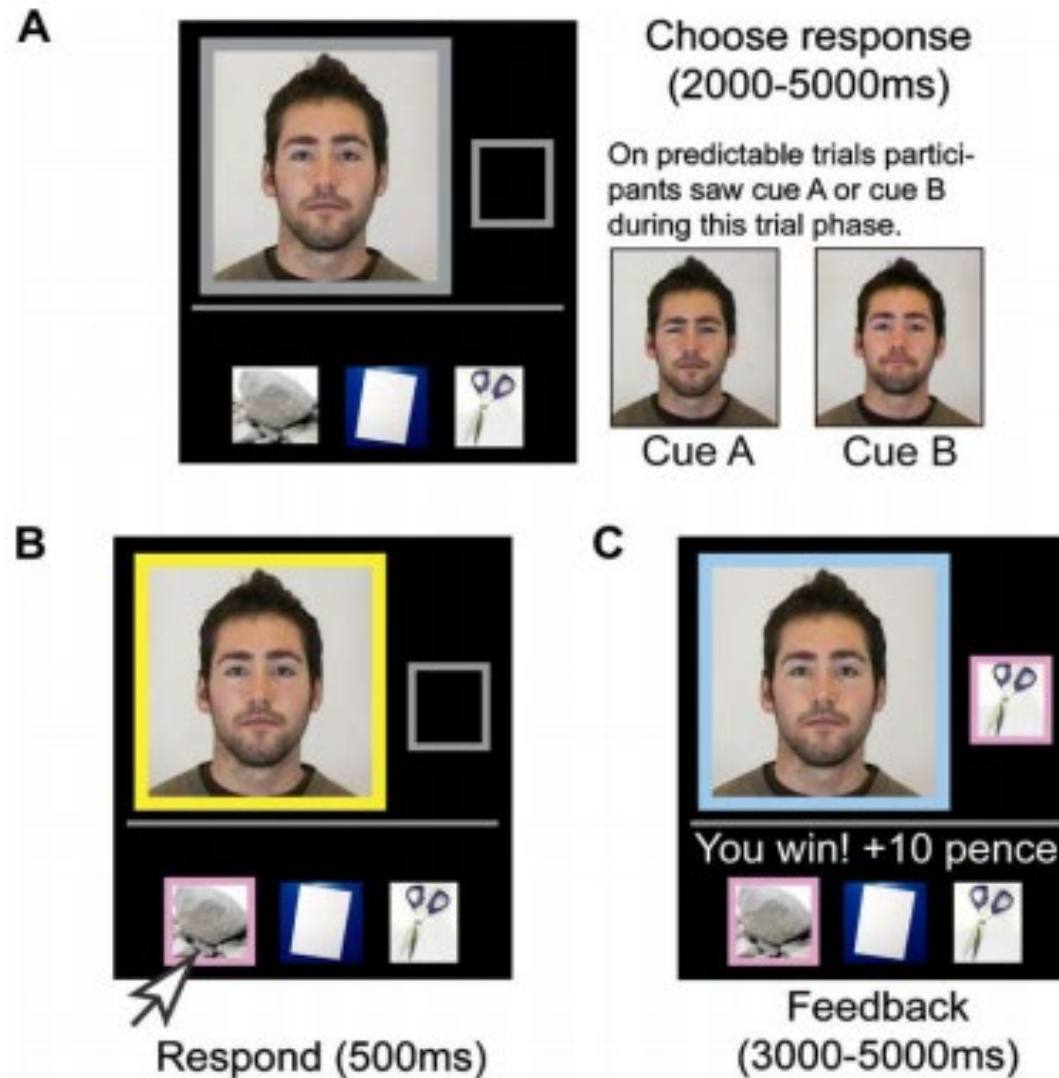 A
Choose response
(2000-5000ms)
On predictable trials partici-
pants saw cue A or cue B
during this trial phase.
Cue A
Cue B
B
Respond (500ms)
C
You win! +10 pence
Feedback
(3000-5000ms)